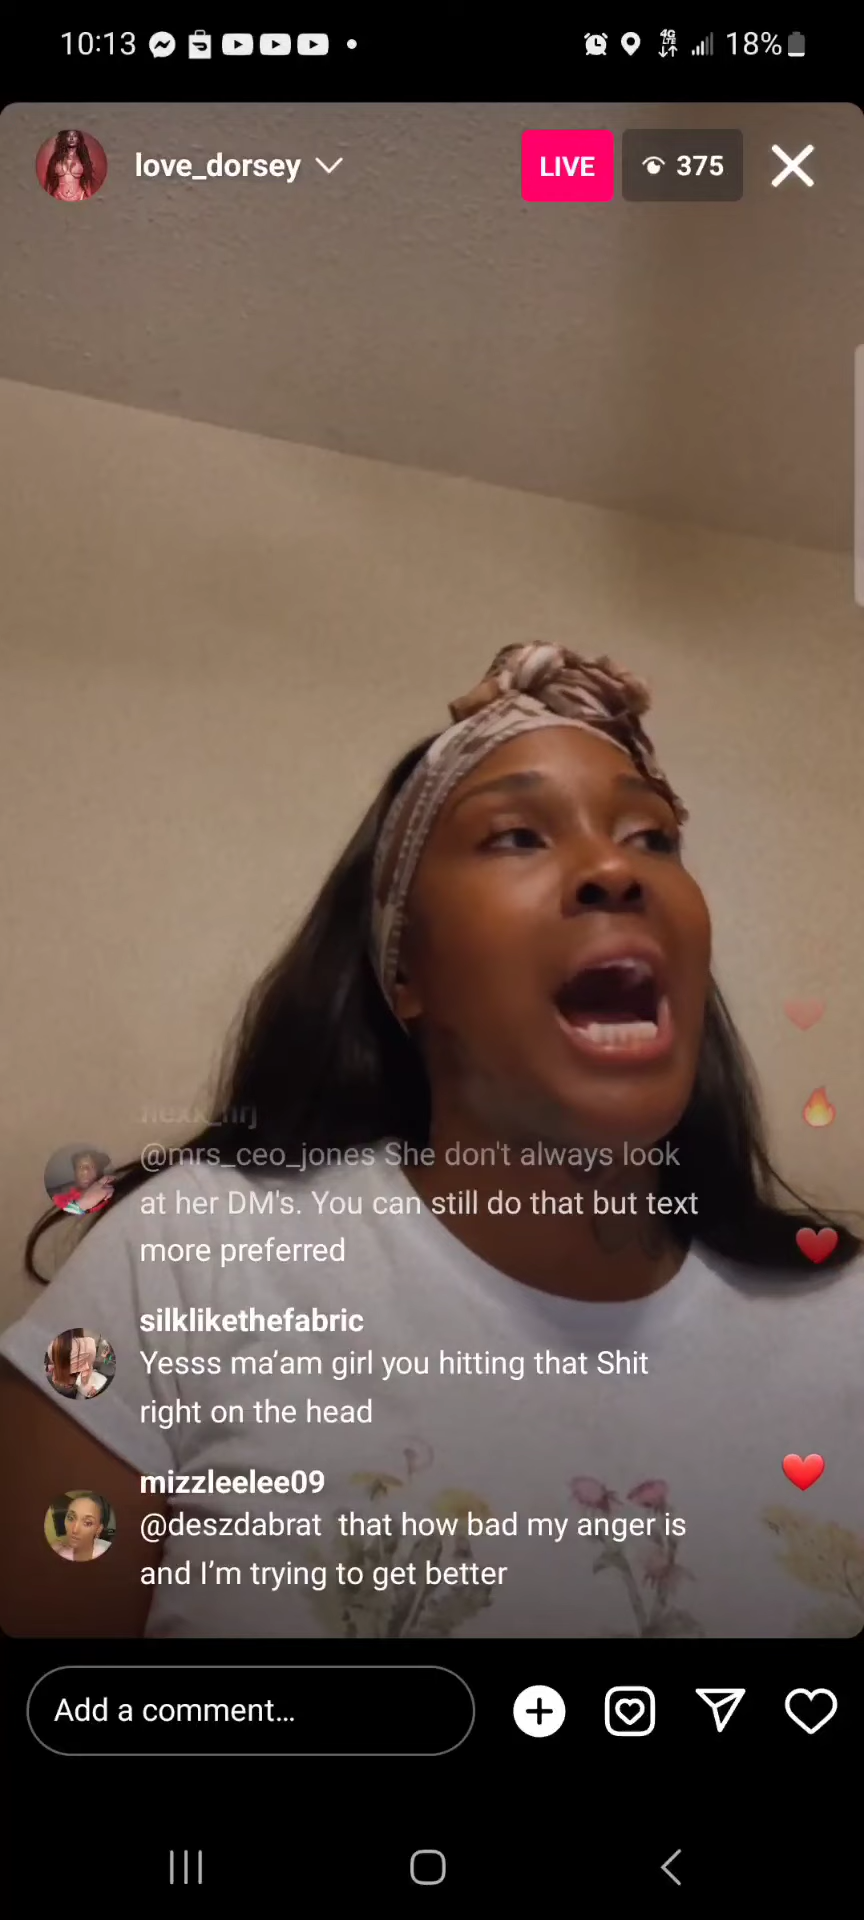 10:13
4G
LTE
18%
love_dorsey
LIVE
375
@mrs_ceo_jones She don't always look
at her DM's. You can still do that but text
more preferred
silklikethefabric
Yesss ma’am girl you hitting that Shit
right on the head
mizzleelee09
@deszdabrat  that how bad my anger is
and I’m trying to get better
Add a comment...